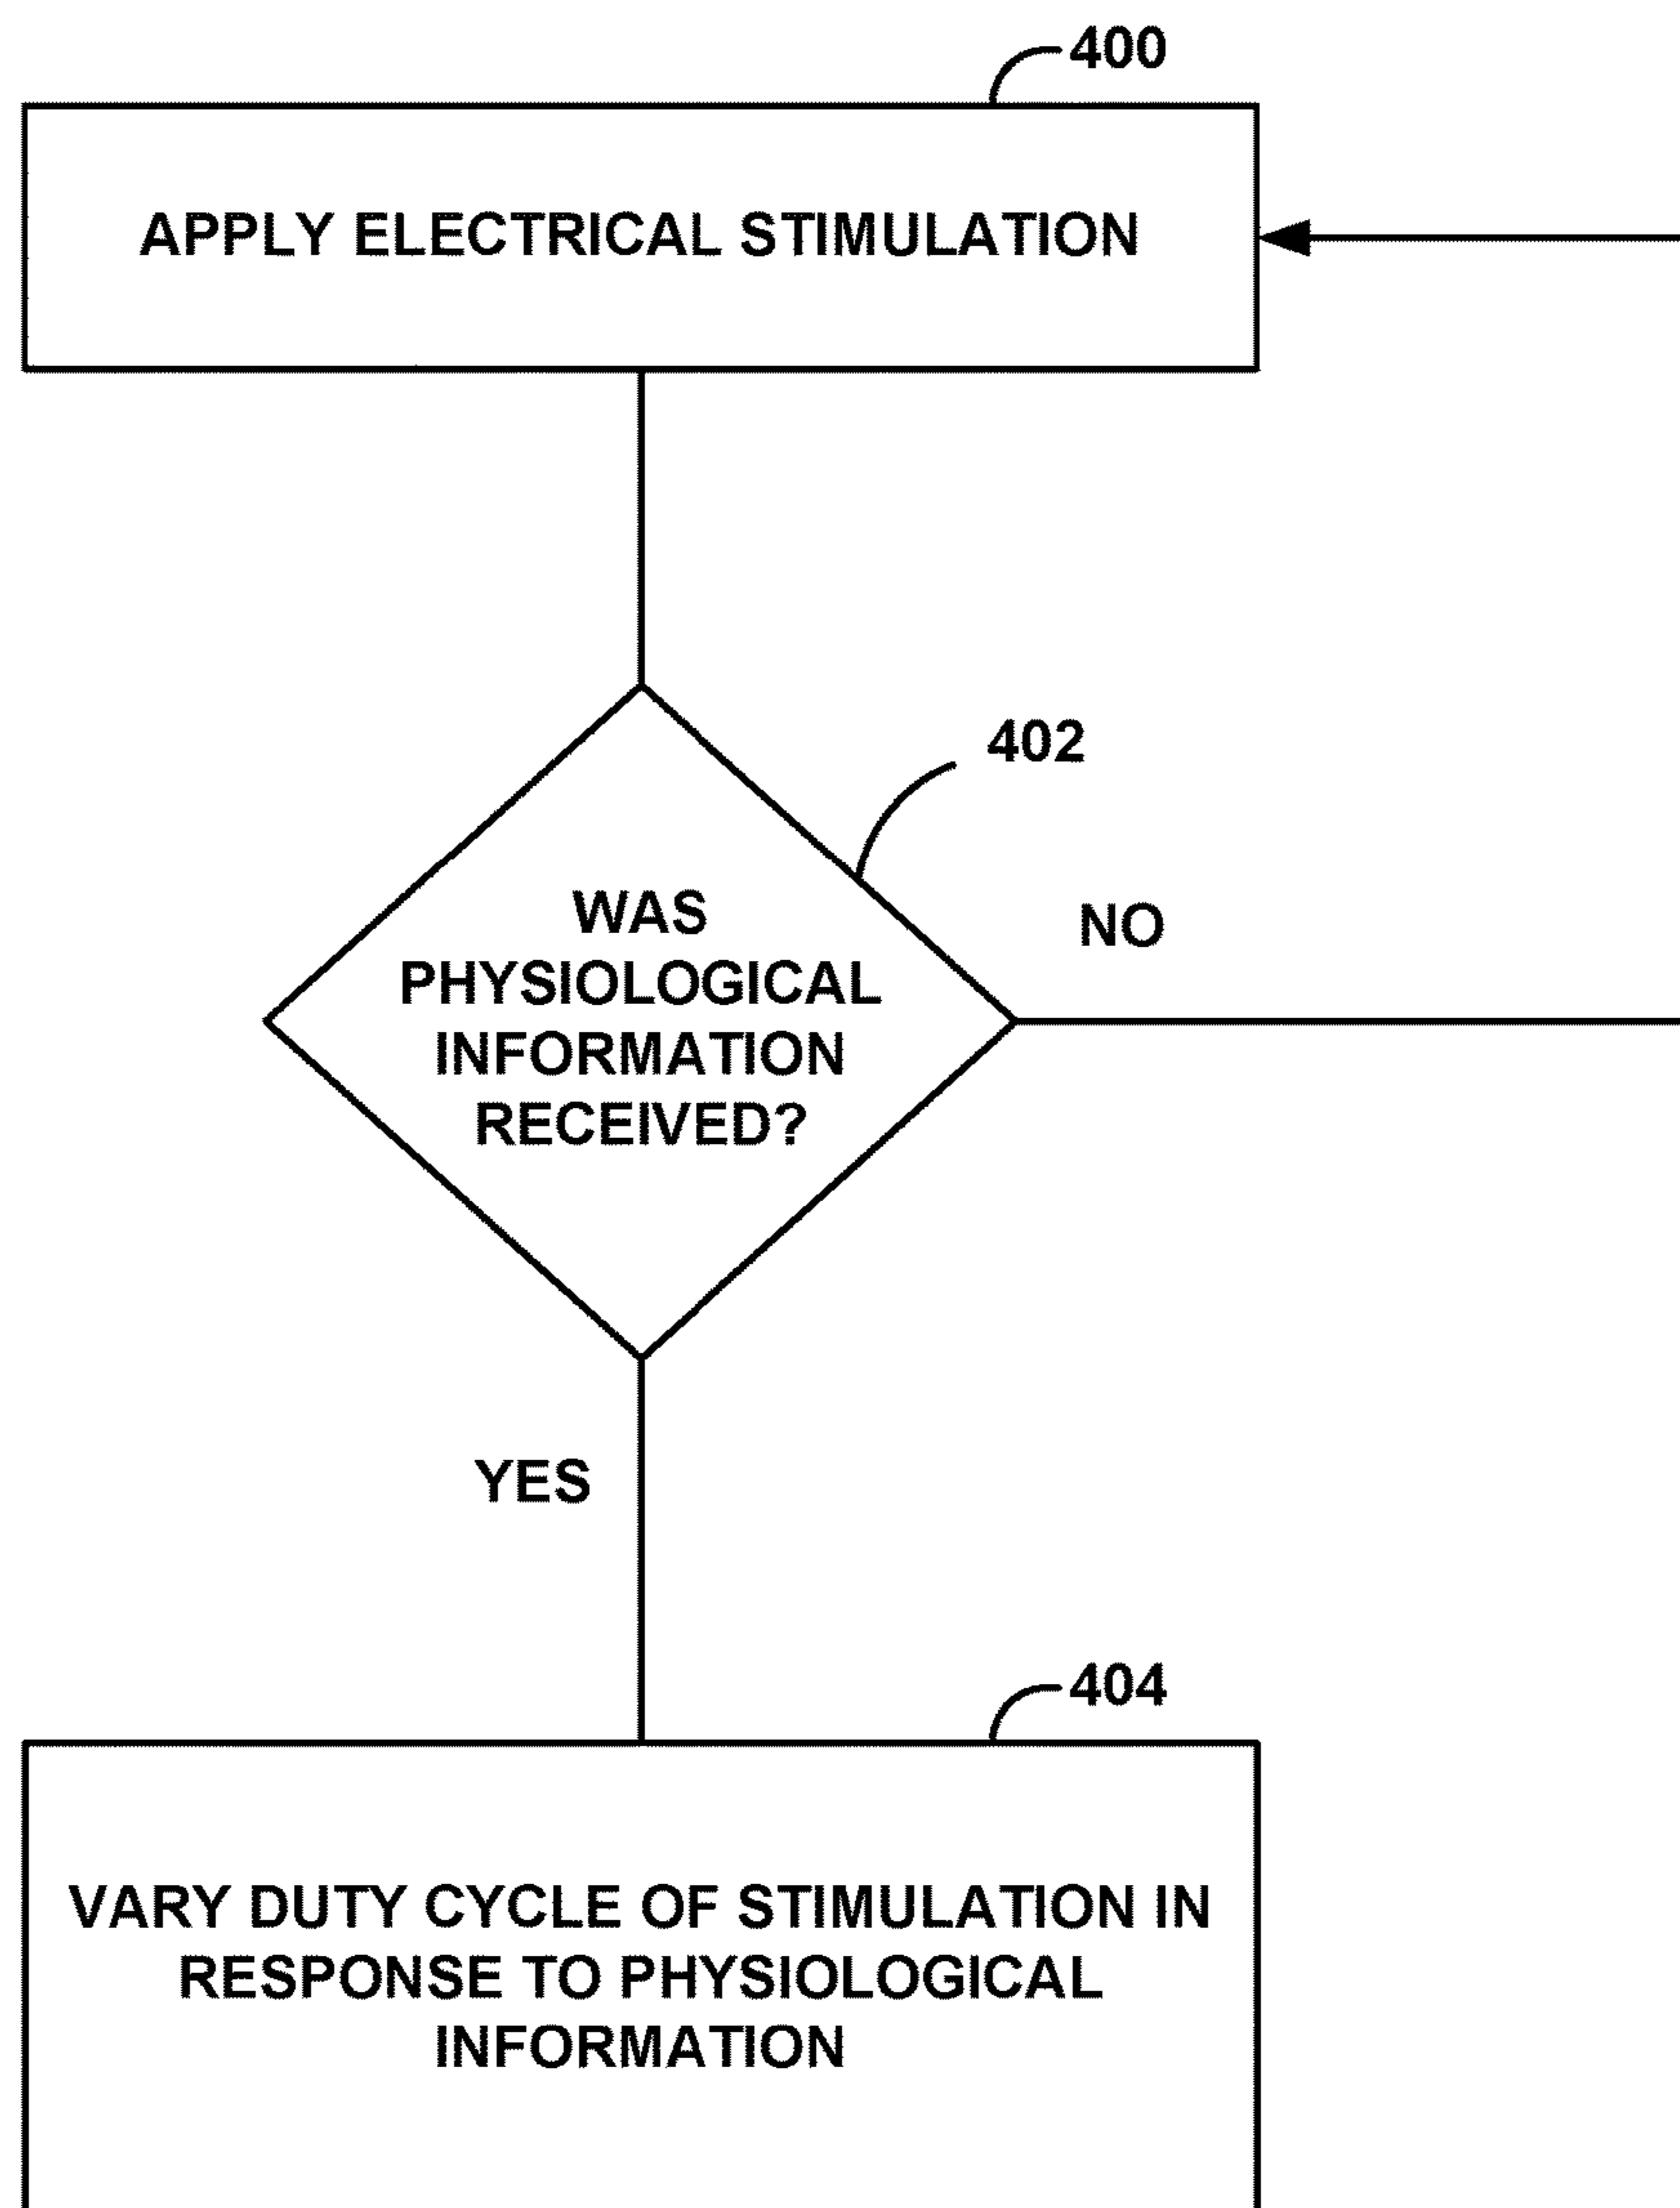 400
APPLY ELECTRICAL STIMULATION
402
WAS
PHYSIOLOGICAL
INFORMATION
RECEIVED?
NO
YES
404
VARY DUTY CYCLE OF STIMULATION IN
RESPONSE TO PHYSIOLOGICAL
INFORMATION